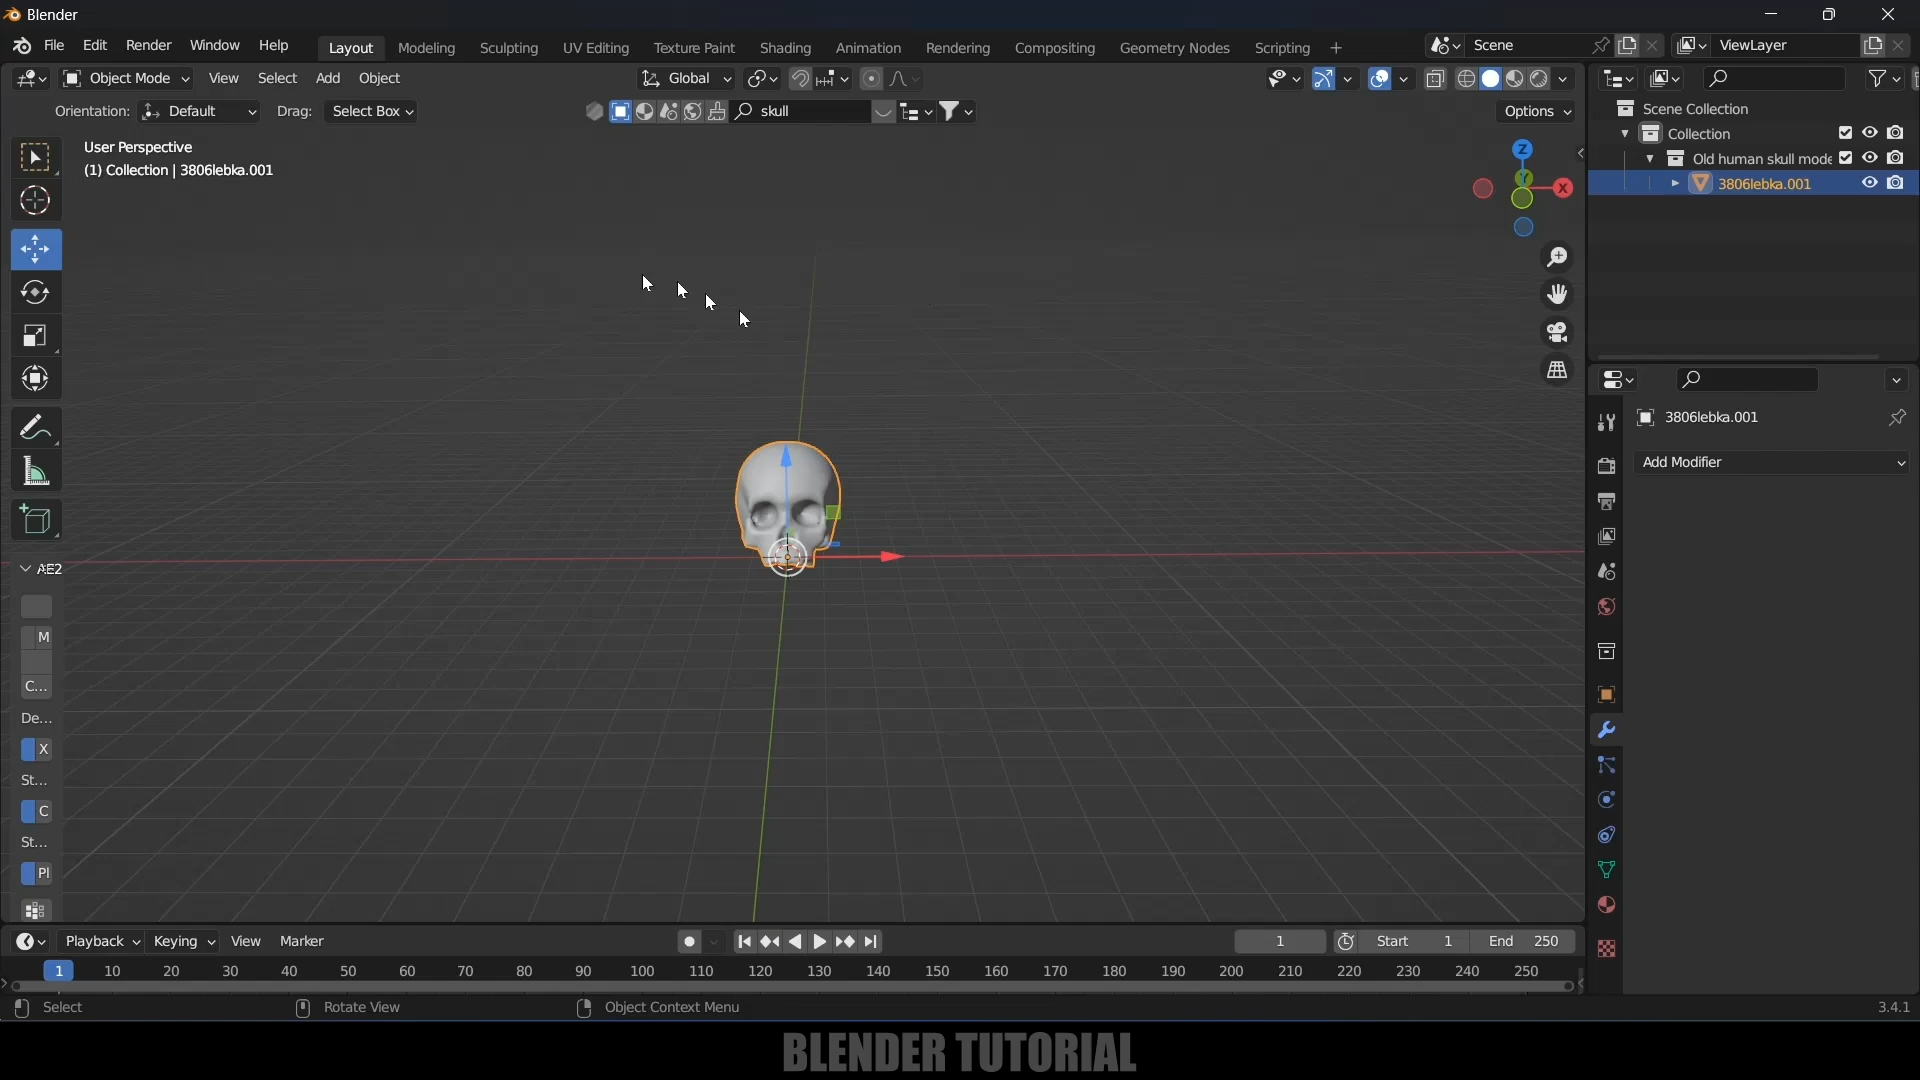 Blender
File Edit Render Window Help Layout Modeling Sculpting UV Editing Texture Paint Shading Animation Rendering Compositing Geometry Nodes Scripting + Scene ViewLayer
Object Mode View Select Add Object Global
Orientation: Default Drag: Select Box skull Options
User Perspective
(1) Collection | 3806lebka.001
Z
Y
X
Scene Collection
Collection
Old human skull mode
3806lebka.001
3806lebka.001
Add Modifier
AE2
M
C...
De...
X
St...
C
St...
Pl
Playback Keying View Marker 1 Start 1 End 250
1 10 20 30 40 50 60 70 80 90 100 110 120 130 140 150 160 170 180 190 200 210 220 230 240 250
Select Rotate View Object Context Menu 3.4.1
BLENDER TUTORIAL